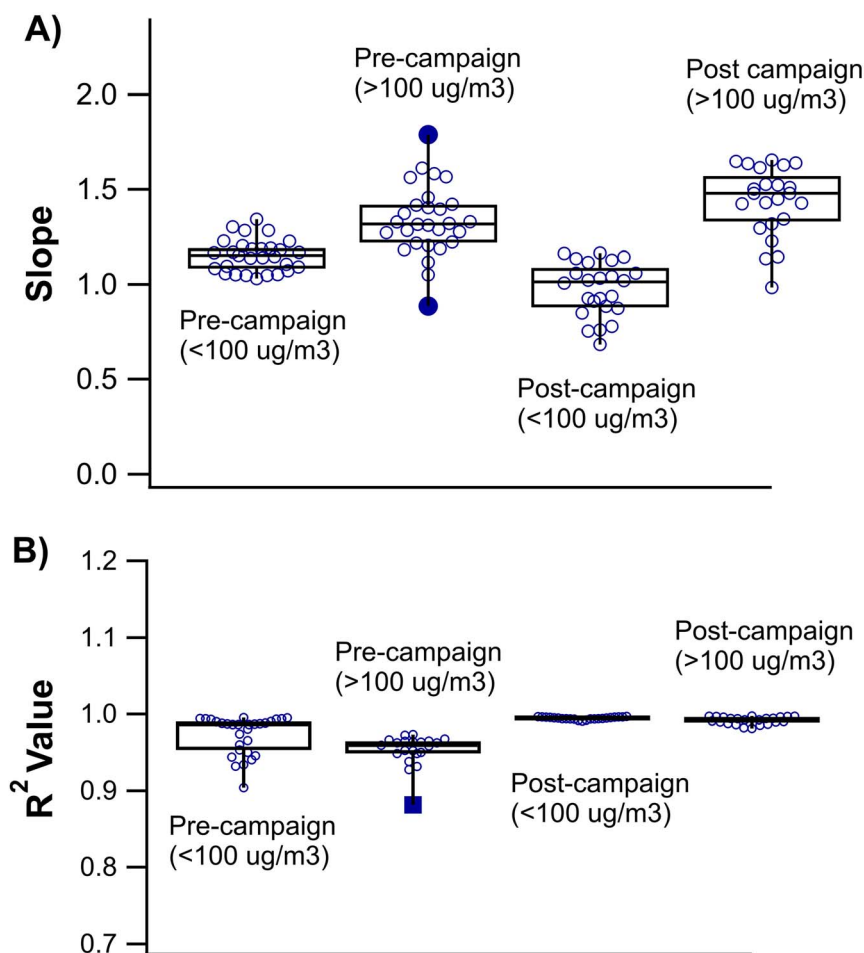 A)
Pre-campaign
(>100 ug/m3)
Post campaign
(>100 ug/m3)
2.0
1.5
1.0
0.5
0.0
Slope
Pre-campaign
(<100 ug/m3)
Post-campaign
(<100 ug/m3)
B)
1.2
1.1
1.0
0.9
0.8
0.7
R² Value
Post-campaign
(>100 ug/m3)
Pre-campaign
(>100 ug/m3)
Post-campaign
(<100 ug/m3)
Pre-campaign
(<100 ug/m3)